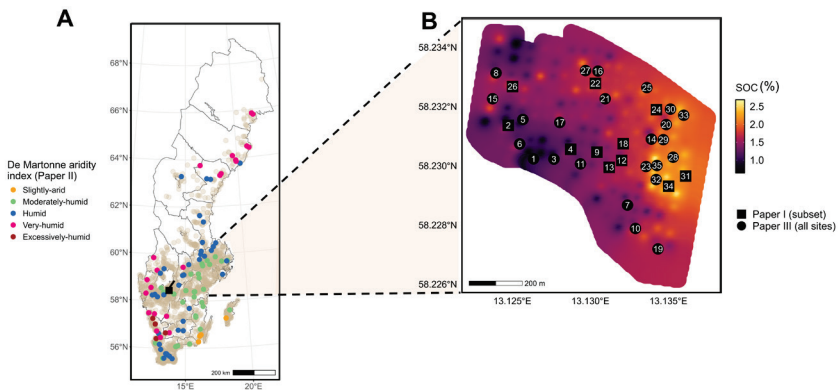 A
68°N
66°N
64°N
62°N
60°N
58°N
56°N
15°E
20°E
200 km
De Martonne aridity
index (Paper II)
Slightly-arid
Moderately-humid
Humid
Very-humid
Excessively-humid
B
58.234°N
58.232°N
58.230°N
58.228°N
58.226°N
13.125°E
13.130°E
13.135°E
200 m
8
27
16
26
22
25
15
21
24
30
33
5
17
2
20
6
14
29
4
18
9
1
3
11
12
28
13
23
35
32
31
34
7
10
19
SOC (%)
2.5
2.0
1.5
1.0
Paper I (subset)
Paper III (all sites)